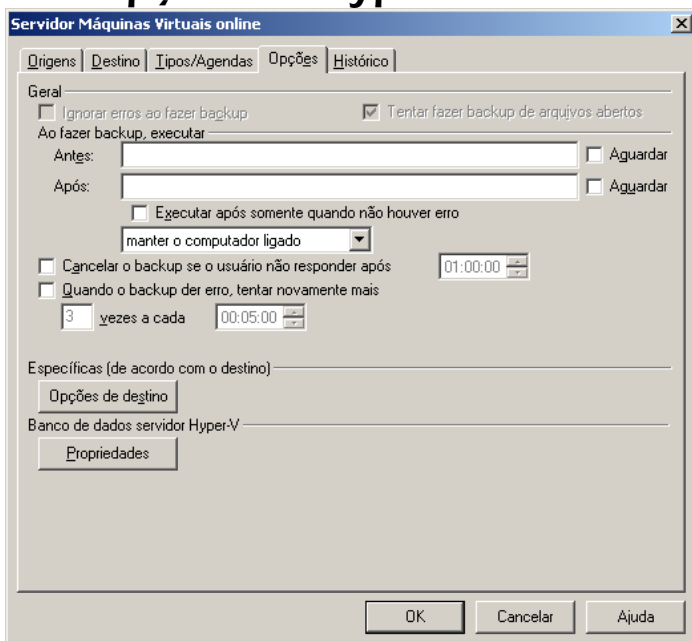 Servidor Máquinas Virtuais online
Origens Destino Tipos/Agendas Opções Histórico
Geral
Ignorar erros ao fazer backup Tentar fazer backup de arquivos abertos
Ao fazer backup, executar
Antes: Aguardar
Após: Aguardar
Executar após somente quando não houver erro
manter o computador ligado
Cancelar o backup se o usuário não responder após 01:00:00
Quando o backup der erro, tentar novamente mais
3 vezes a cada 00:05:00
Específicas (de acordo com o destino)
Opções de destino
Banco de dados servidor Hyper-V
Propriedades
OK Cancelar Ajuda